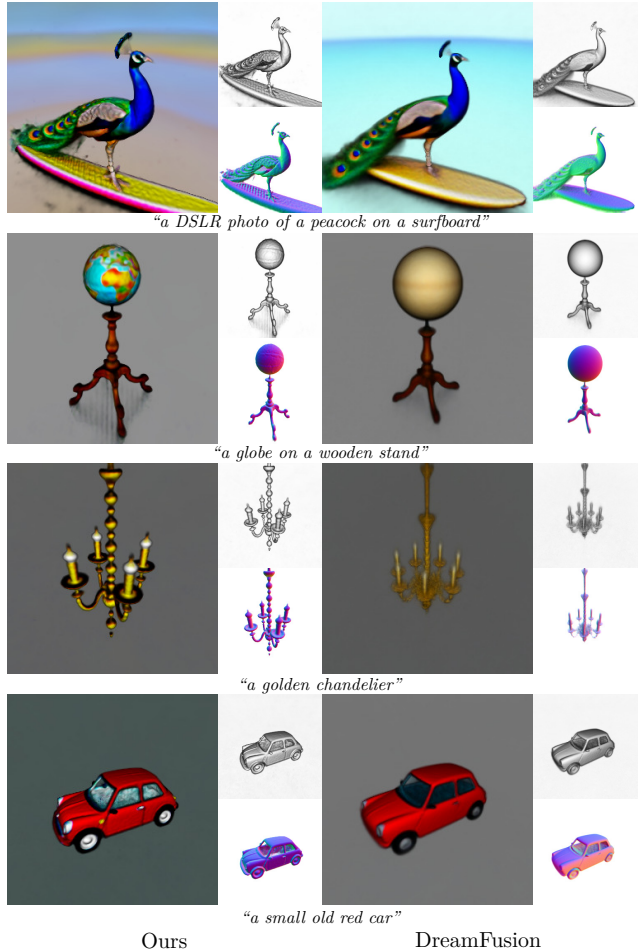 “a DSLR photo of a peacock on a surfboard”
“a globe on a wooden stand”
“a golden chandelier”
“a small old red car”
Ours DreamFusion